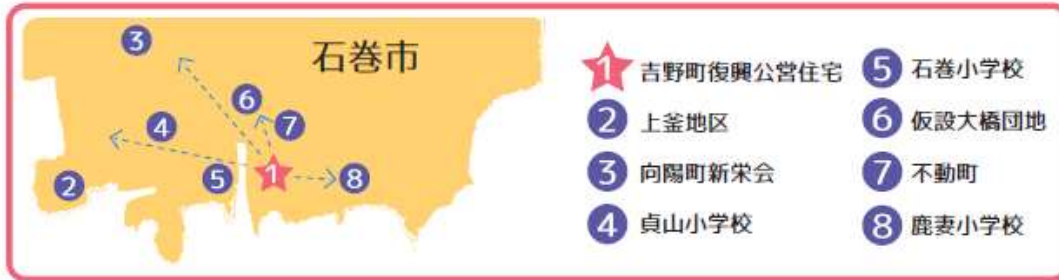 石巻市
3
6
7
4
1
5
8
2
1 吉野町復興公営住宅
2 上釜地区
3 向陽町新栄会
4 貞山小学校
5 石巻小学校
6 仮設大橋団地
7 不動町
8 鹿妻小学校